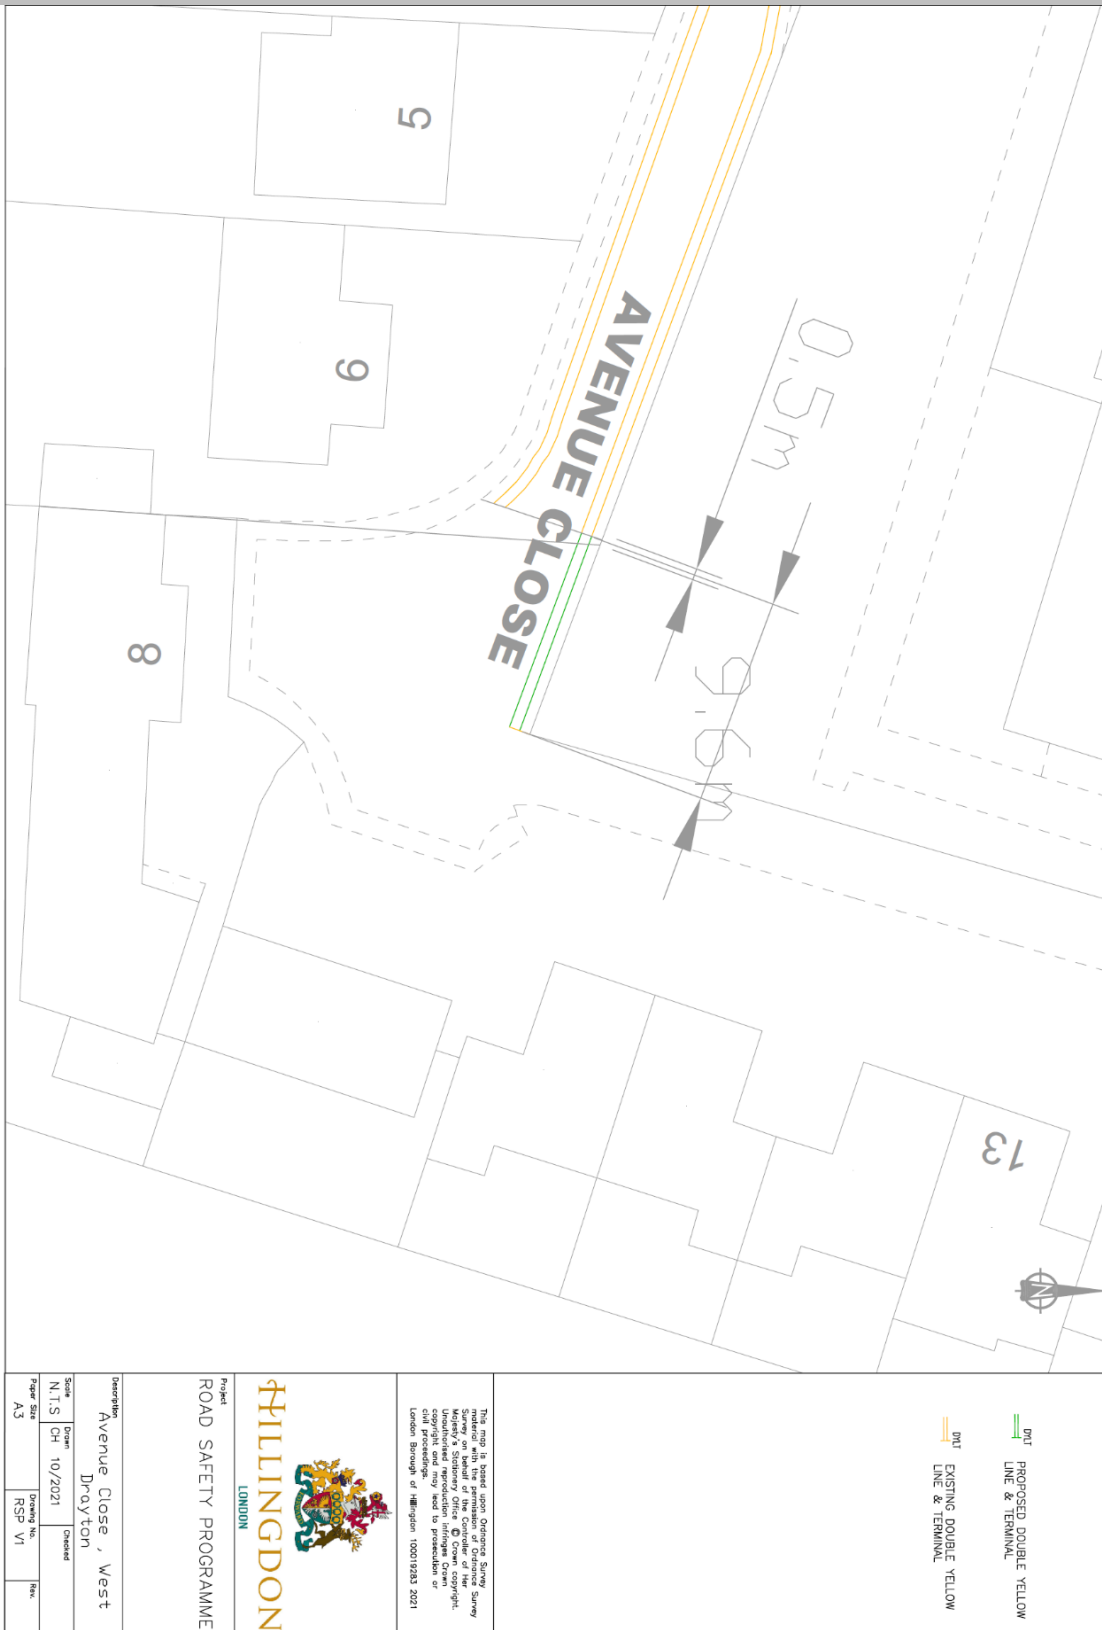 5
6
8
13
AVENUE CLOSE
0.5m
9.6m
N
DYLT
PROPOSED DOUBLE YELLOW
LINE & TERMINAL
DYLT
EXISTING DOUBLE YELLOW
LINE & TERMINAL
This map is based upon Ordnance Survey
material with the permission of Ordnance Survey
Survey on behalf of the Controller of Her
Majesty's Stationery Office © Crown copyright.
Unauthorised reproduction infringes Crown
copyright and may lead to prosecution or
civil proceedings.
London Borough of Hillingdon 100019283 2021
HILLINGDON
LONDON
Project
ROAD SAFETY PROGRAMME
Description
Avenue Close , West
Drayton
Scale
N.T.S
Drawn
CH 10/2021
Checked
Paper Size
A3
Drawing No.
RSP V1
Rev.